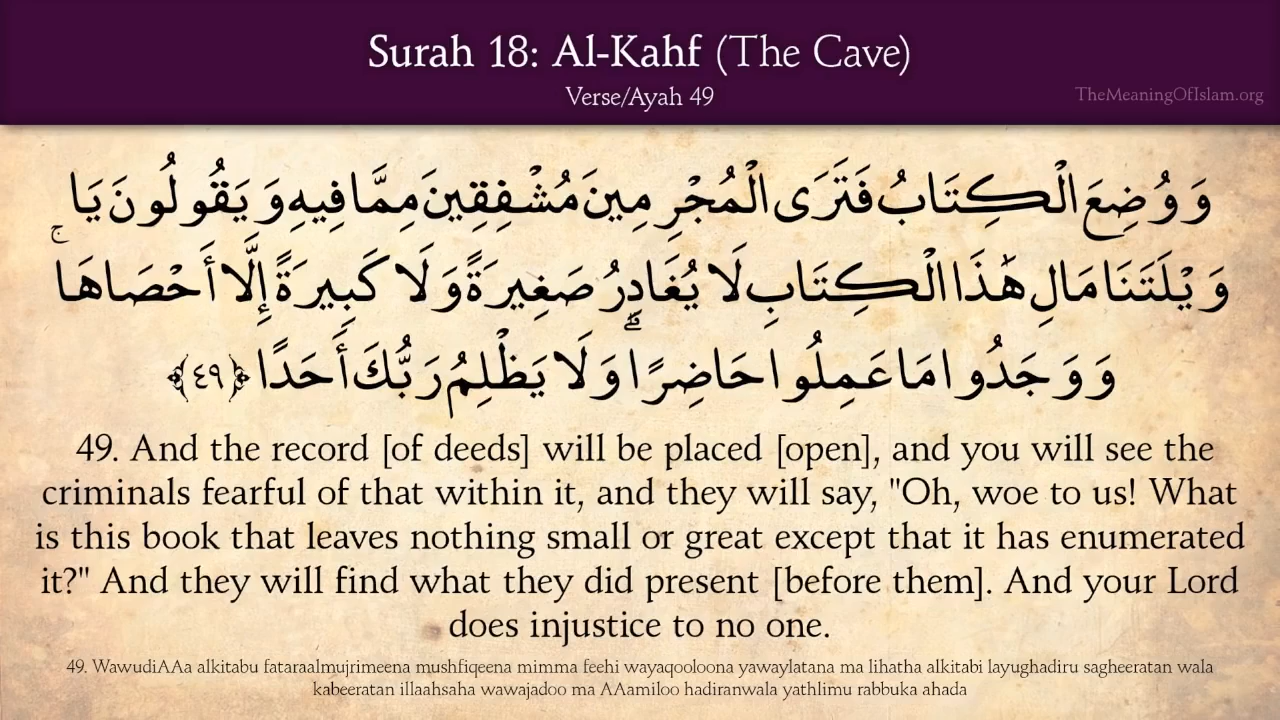 Surah 18: Al-Kahf (The Cave)
Verse/Ayah 49
TheMeaningOfIslam.org
وَوُضِعَ الْكِتَابُ فَتَرَى الْمُجْرِمِينَ مُشْفِقِينَ مِمَّا فِيهِ وَيَقُولُونَ يَا
وَيْلَتَنَا مَالِ هَٰذَا الْكِتَابِ لَا يُغَادِرُ صَغِيرَةً وَلَا كَبِيرَةً إِلَّا أَحْصَاهَا ۚ
وَوَجَدُوا مَا عَمِلُوا حَاضِرًا ۗ وَلَا يَظْلِمُ رَبُّكَ أَحَدًا ﴿٤٩﴾
49. And the record [of deeds] will be placed [open], and you will see the
criminals fearful of that within it, and they will say, "Oh, woe to us! What
is this book that leaves nothing small or great except that it has enumerated
it?" And they will find what they did present [before them]. And your Lord
does injustice to no one.
49. WawudiAAa alkitabu fataraalmujrimeena mushfiqeena mimma feehi wayaqooloona yawaylatana ma lihatha alkitabi layughadiru sagheeratan wala
kabeeratan illaahsaha wawajadoo ma AAamiloo hadiranwala yathlimu rabbuka ahada